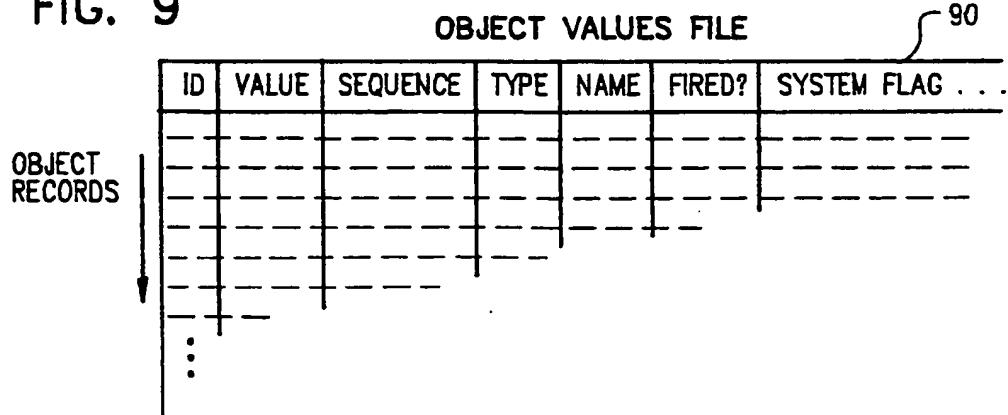 FIG. 9
OBJECT VALUES FILE
90
ID VALUE SEQUENCE TYPE NAME FIRED? SYSTEM FLAG . . .
OBJECT
RECORDS